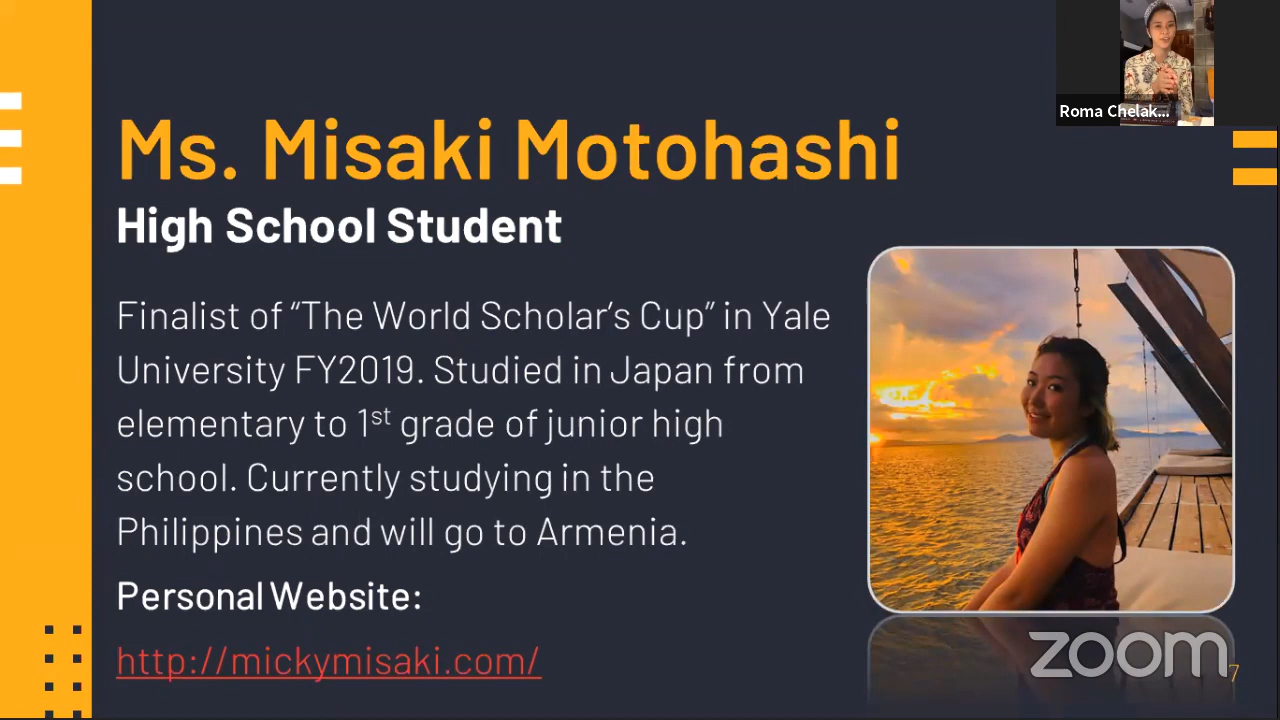 Roma Chelak...
Ms. Misaki Motohashi
High School Student
Finalist of “The World Scholar’s Cup” in Yale
University FY2019. Studied in Japan from
elementary to 1st grade of junior high
school. Currently studying in the
Philippines and will go to Armenia.
Personal Website:
http://mickymisaki.com/
zoom
7